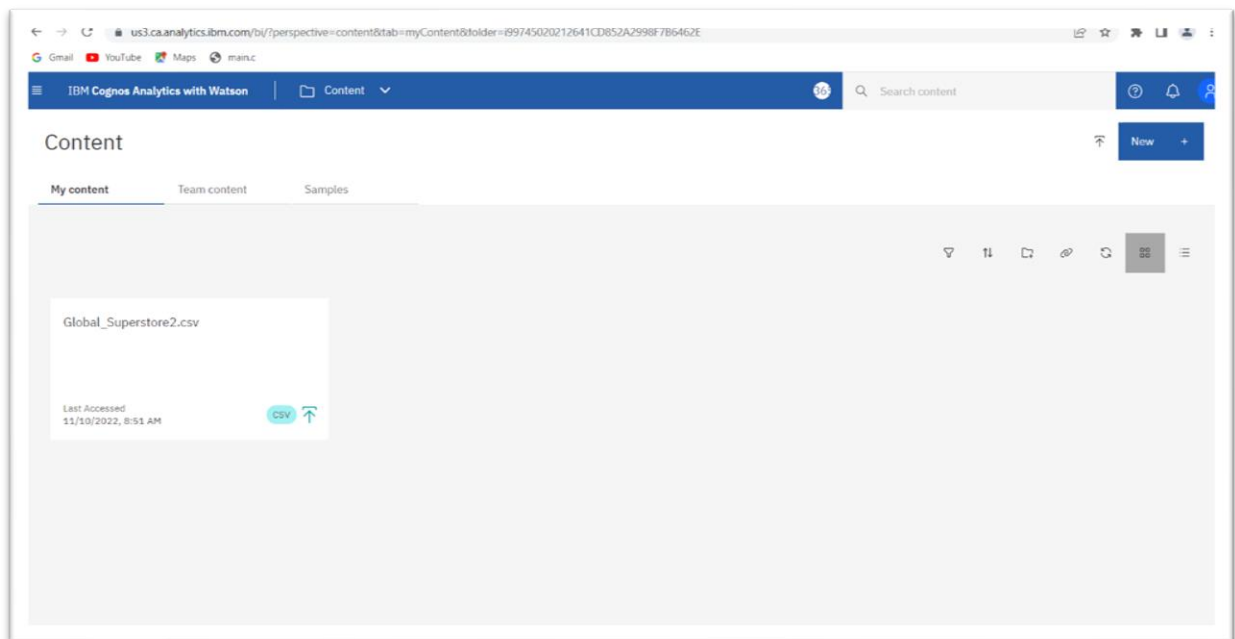 us3.ca.analytics.ibm.com/bi/?perspective=content&tab=myContent&folder=i99745020212641CD852A2998F7B6462E
Gmail YouTube Maps main.c
IBM Cognos Analytics with Watson Content 36 Search content
Content New +
My content Team content Samples
Global_Superstore2.csv
Last Accessed
11/10/2022, 8:51 AM CSV